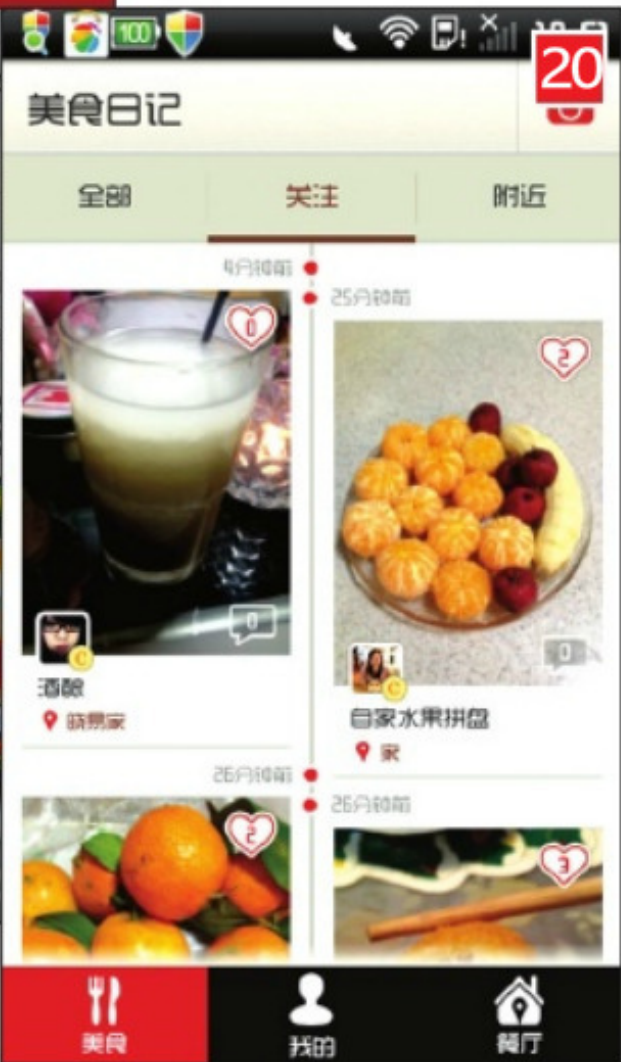 100
20
美食日记
全部
关注
附近
4分钟前
25分钟前
0
2
0
0
酒酿
晓易家
自家水果拼盘
家
26分钟前
26分钟前
2
3
美食
我的
餐厅